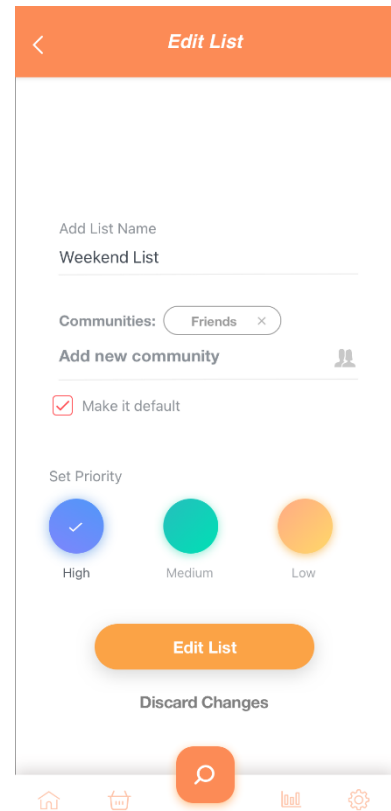 Edit List
Add List Name
Weekend List
Communities: Friends ×
Add new community
Make it default
Set Priority
High Medium Low
Edit List
Discard Changes